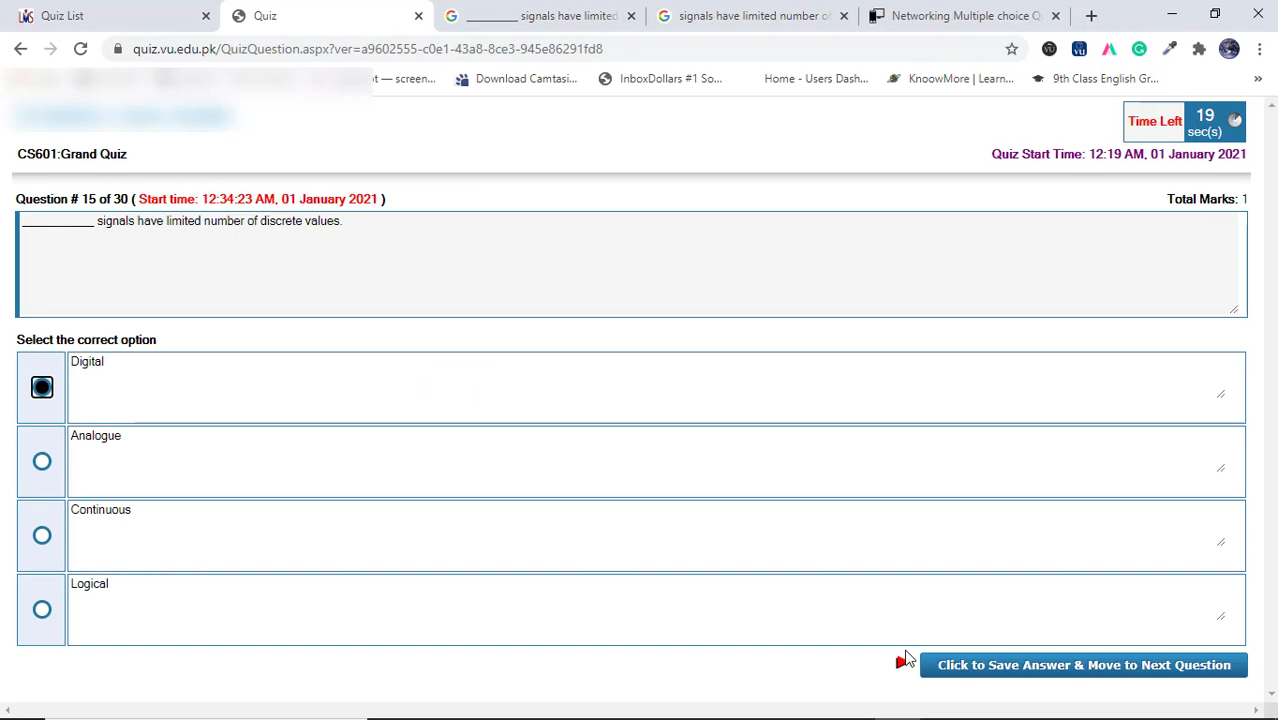 Quiz List
Quiz
_________ signals have limited
signals have limited number of
Networking Multiple choice Q
quiz.vu.edu.pk/QuizQuestion.aspx?ver=a9602555-c0e1-43a8-8ce3-945e86291fd8
ot — screen...
Download Camtasi...
InboxDollars #1 So...
Home - Users Dash...
KnoowMore | Learn...
9th Class English Gr...
»
Time Left
19
sec(s)
CS601:Grand Quiz
Quiz Start Time: 12:19 AM, 01 January 2021
Question # 15 of 30 ( Start time: 12:34:23 AM, 01 January 2021 )
Total Marks: 1
___________ signals have limited number of discrete values.
Select the correct option
Digital
Analogue
Continuous
Logical
Click to Save Answer & Move to Next Question